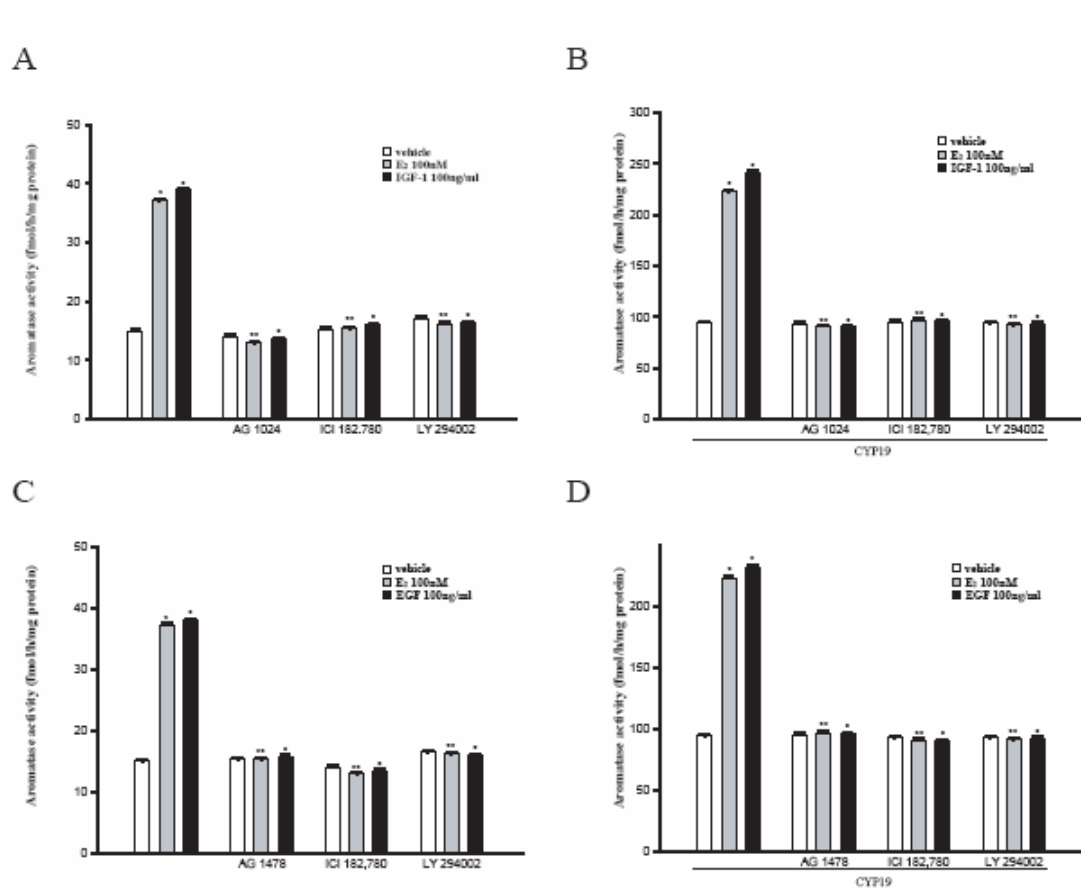 A
Aromatase activity (fmol/h/mg protein)
50
40
30
20
10
0
vehicle
E₂ 100nM
IGF-1 100ng/ml
*
*
**
*
**
*
**
*
AG 1024
ICI 182.780
LY 294002
B
Aromatase activity (fmol/h/mg protein)
300
250
200
150
100
50
0
vehicle
E₂ 100nM
IGF-1 100ng/ml
*
*
**
*
**
*
**
*
AG 1024
ICI 182,780
LY 294002
CYP19
C
Aromatase activity (fmol/h/mg protein)
50
40
30
20
10
0
vehicle
E₂ 100nM
EGF 100ng/ml
*
*
**
*
**
*
**
*
AG 1478
ICI 182,780
LY 294002
D
Aromatase activity (fmol/h/mg protein)
200
150
100
50
0
vehicle
E₂ 100nM
EGF 100ng/ml
*
*
**
*
**
*
**
*
AG 1478
ICI 182,780
LY 294002
CYP19